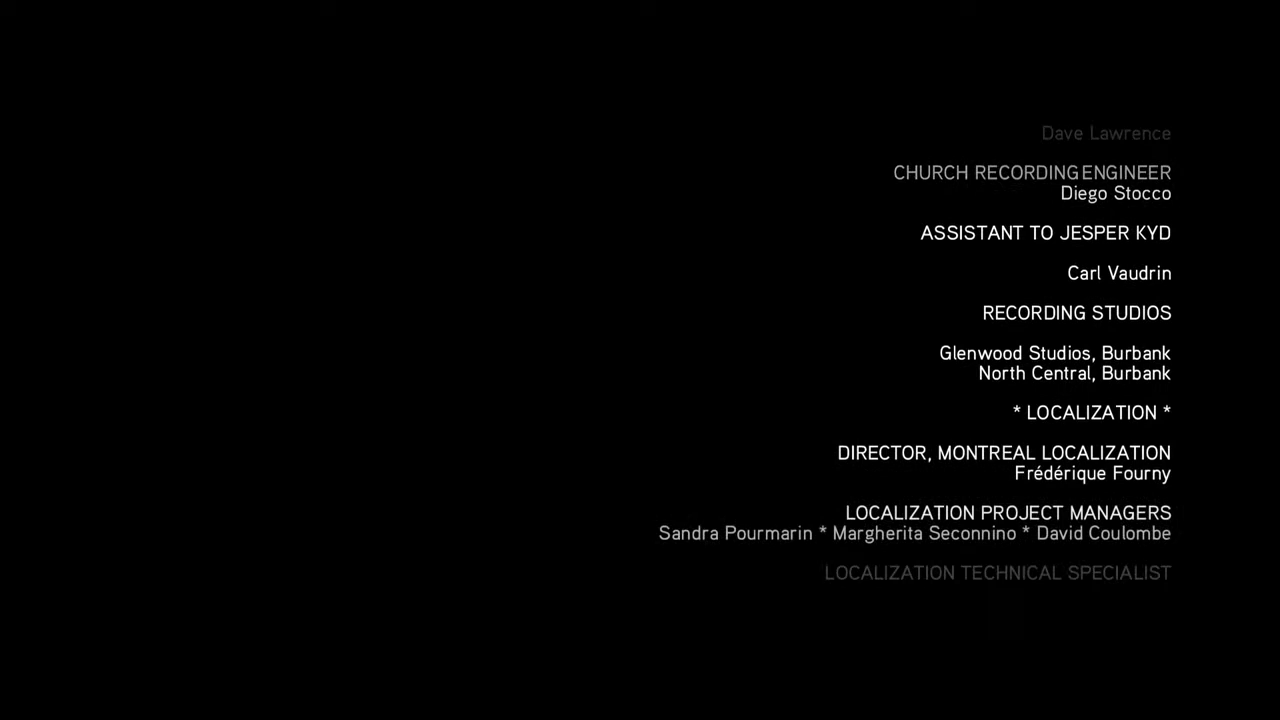 Dave Lawrence
CHURCH RECORDING ENGINEER
Diego Stocco
ASSISTANT TO JESPER KYD
Carl Vaudrin
RECORDING STUDIOS
Glenwood Studios, Burbank
North Central, Burbank
* LOCALIZATION *
DIRECTOR, MONTREAL LOCALIZATION
Frédérique Fourny
LOCALIZATION PROJECT MANAGERS
Sandra Pourmarin * Margherita Seconnino * David Coulombe
LOCALIZATION TECHNICAL SPECIALIST